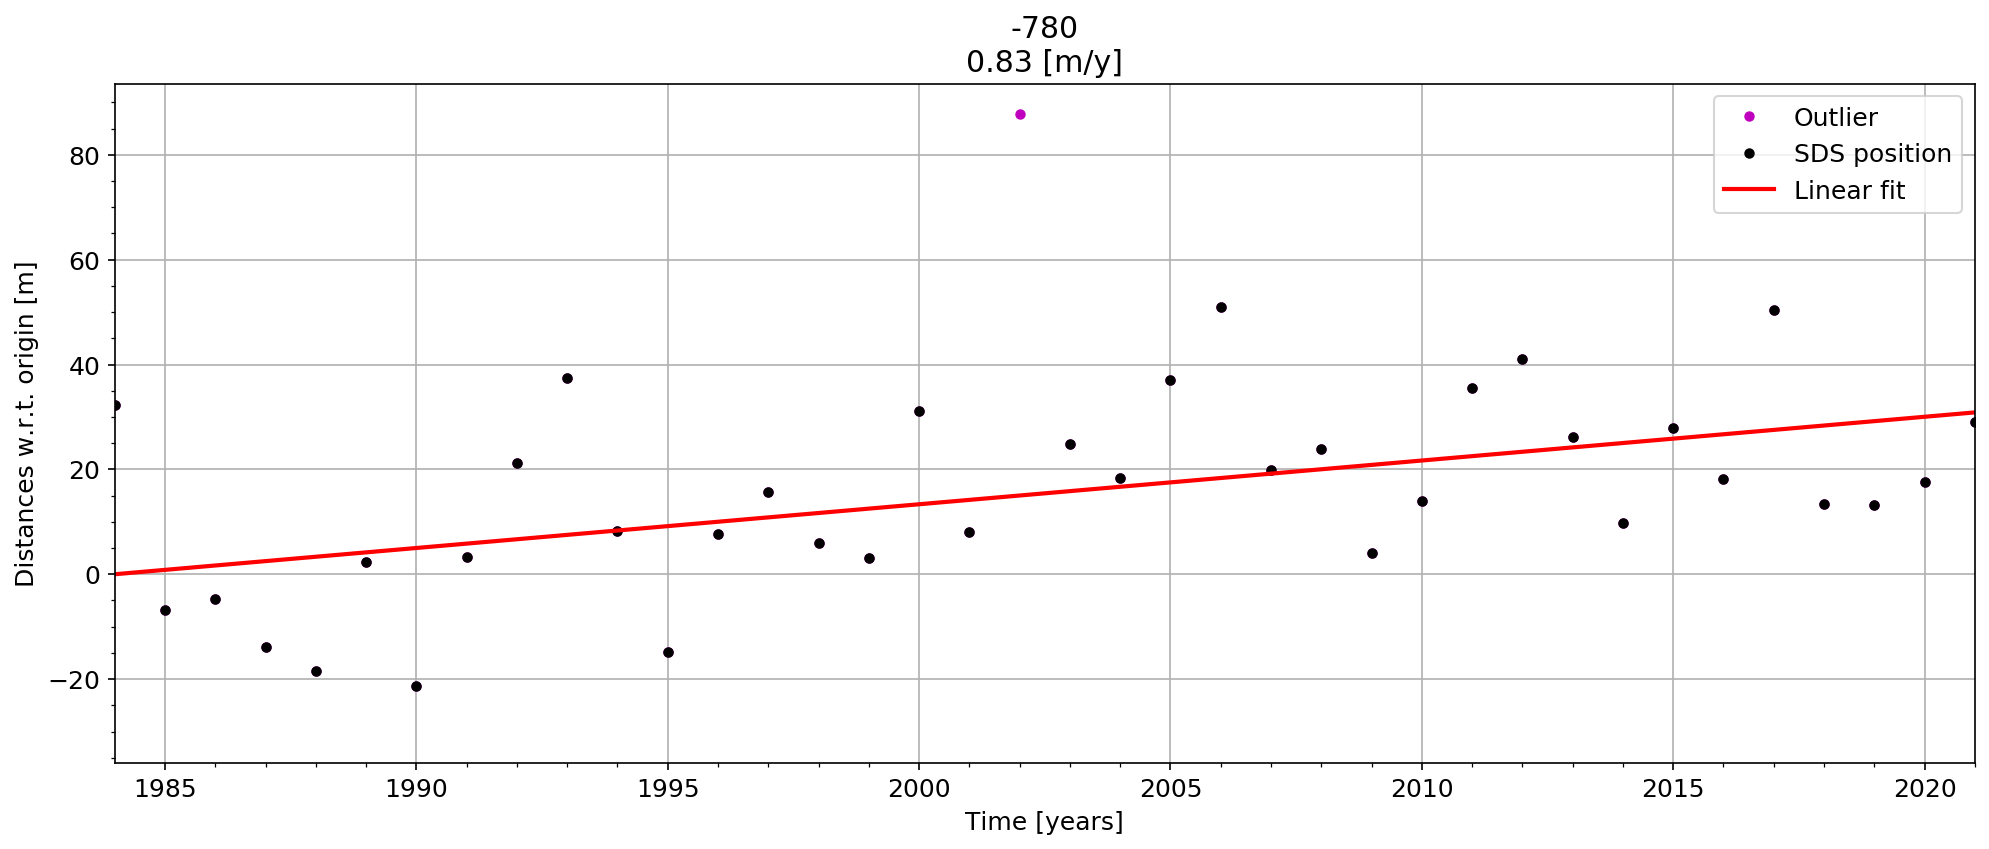 -780
0.83 [m/y]
Outlier
SDS position
Linear fit
Distances w.r.t. origin [m]
80
60
40
20
0
−20
1985 1990 1995 2000 2005 2010 2015 2020
Time [years]